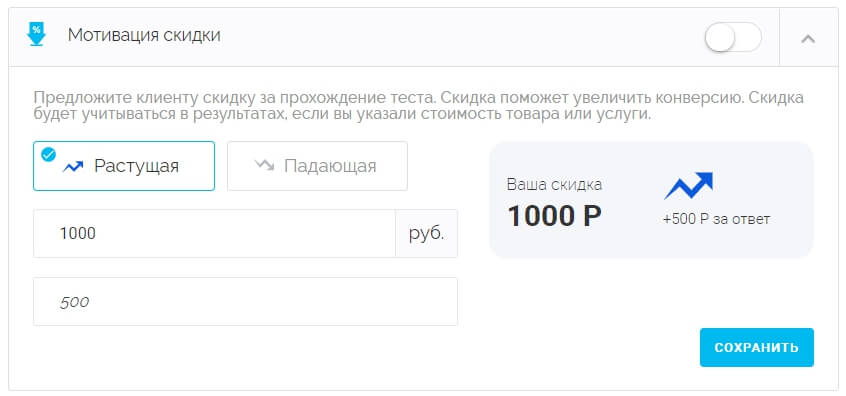 %
Мотивация скидки
Предложите клиенту скидку за прохождение теста. Скидка поможет увеличить конверсию. Скидка
будет учитываться в результатах, если вы указали стоимость товара или услуги.
Растущая
Падающая
1000
руб.
500
Ваша скидка
1000 Р
+500 Р за ответ
СОХРАНИТЬ